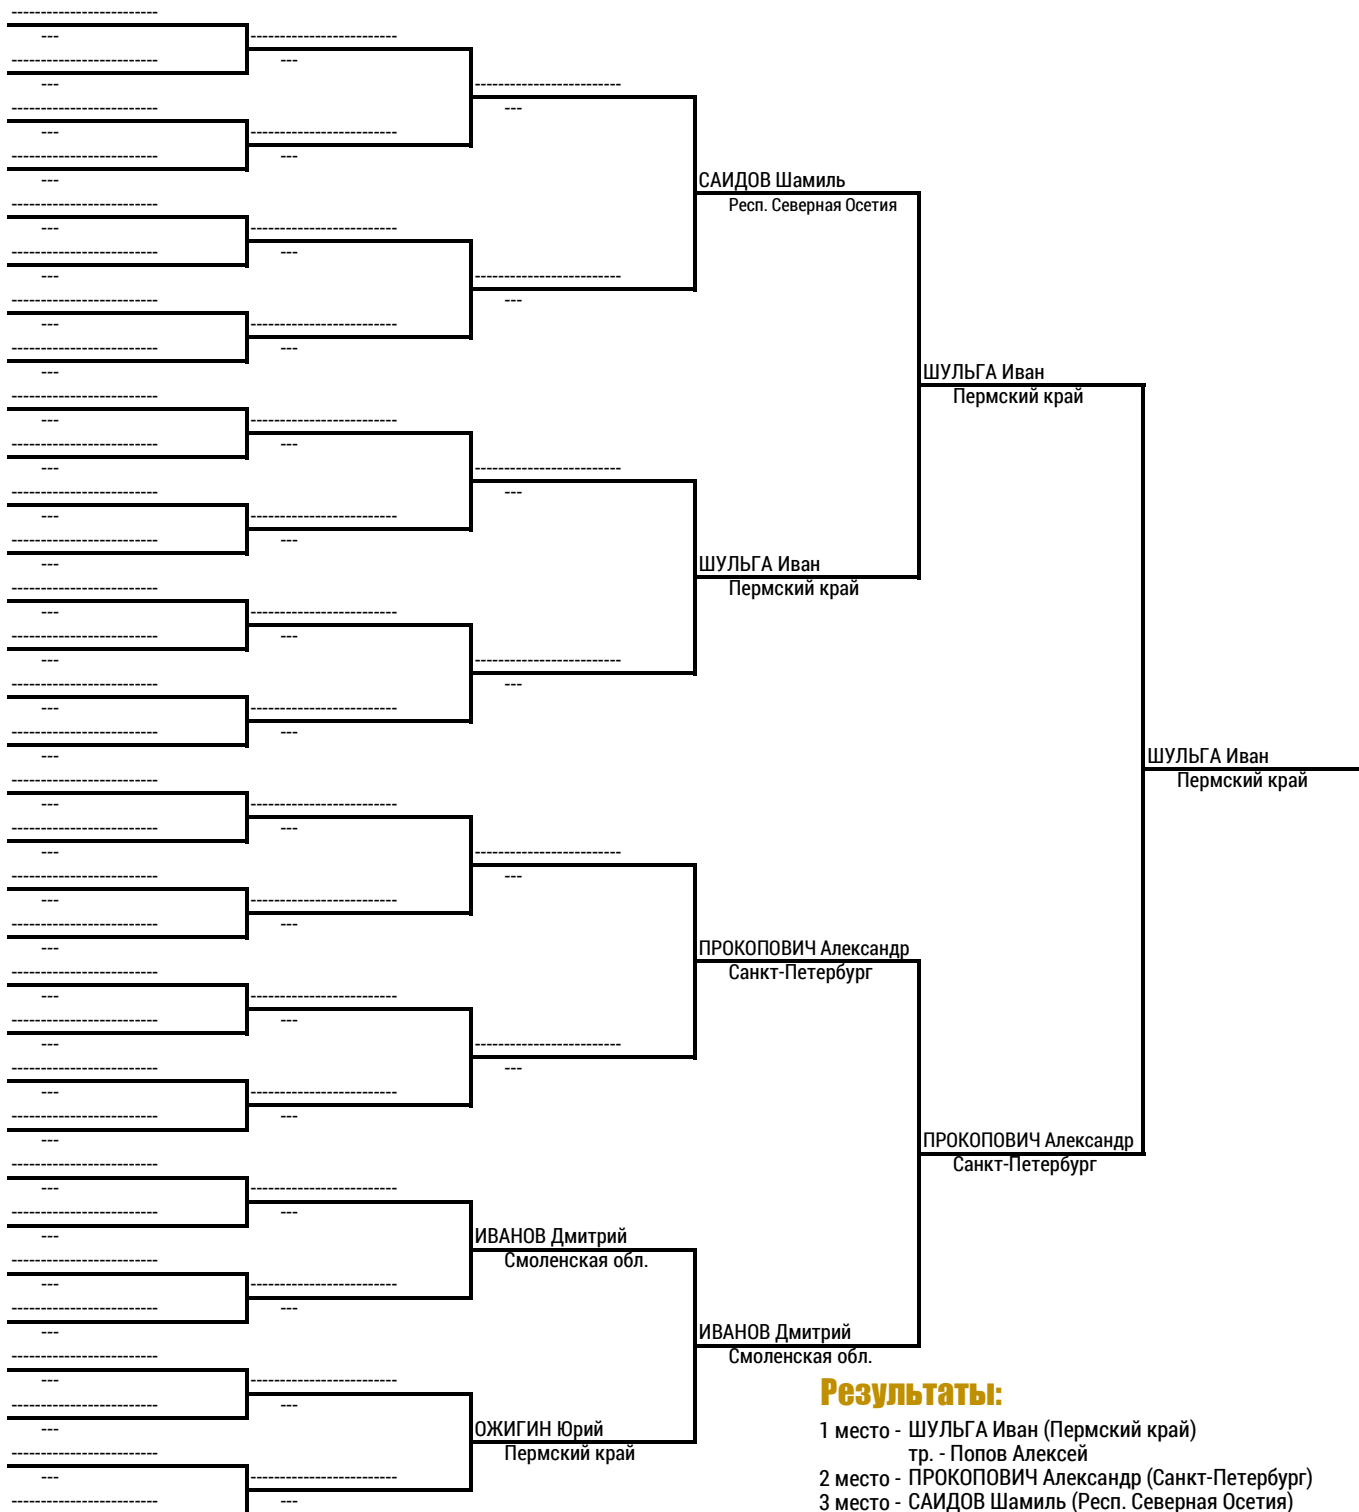 САИДОВ Шамиль
Респ. Северная Осетия
ШУЛЬГА Иван
Пермский край
ШУЛЬГА Иван
Пермский край
ШУЛЬГА Иван
Пермский край
ПРОКОПОВИЧ Александр
Санкт-Петербург
ПРОКОПОВИЧ Александр
Санкт-Петербург
ИВАНОВ Дмитрий
Смоленская обл.
ИВАНОВ Дмитрий
Смоленская обл.
ОЖИГИН Юрий
Пермский край
Результаты:
1 место - ШУЛЬГА Иван (Пермский край)
тр. - Попов Алексей
2 место - ПРОКОПОВИЧ Александр (Санкт-Петербург)
3 место - САИДОВ Шамиль (Респ. Северная Осетия)